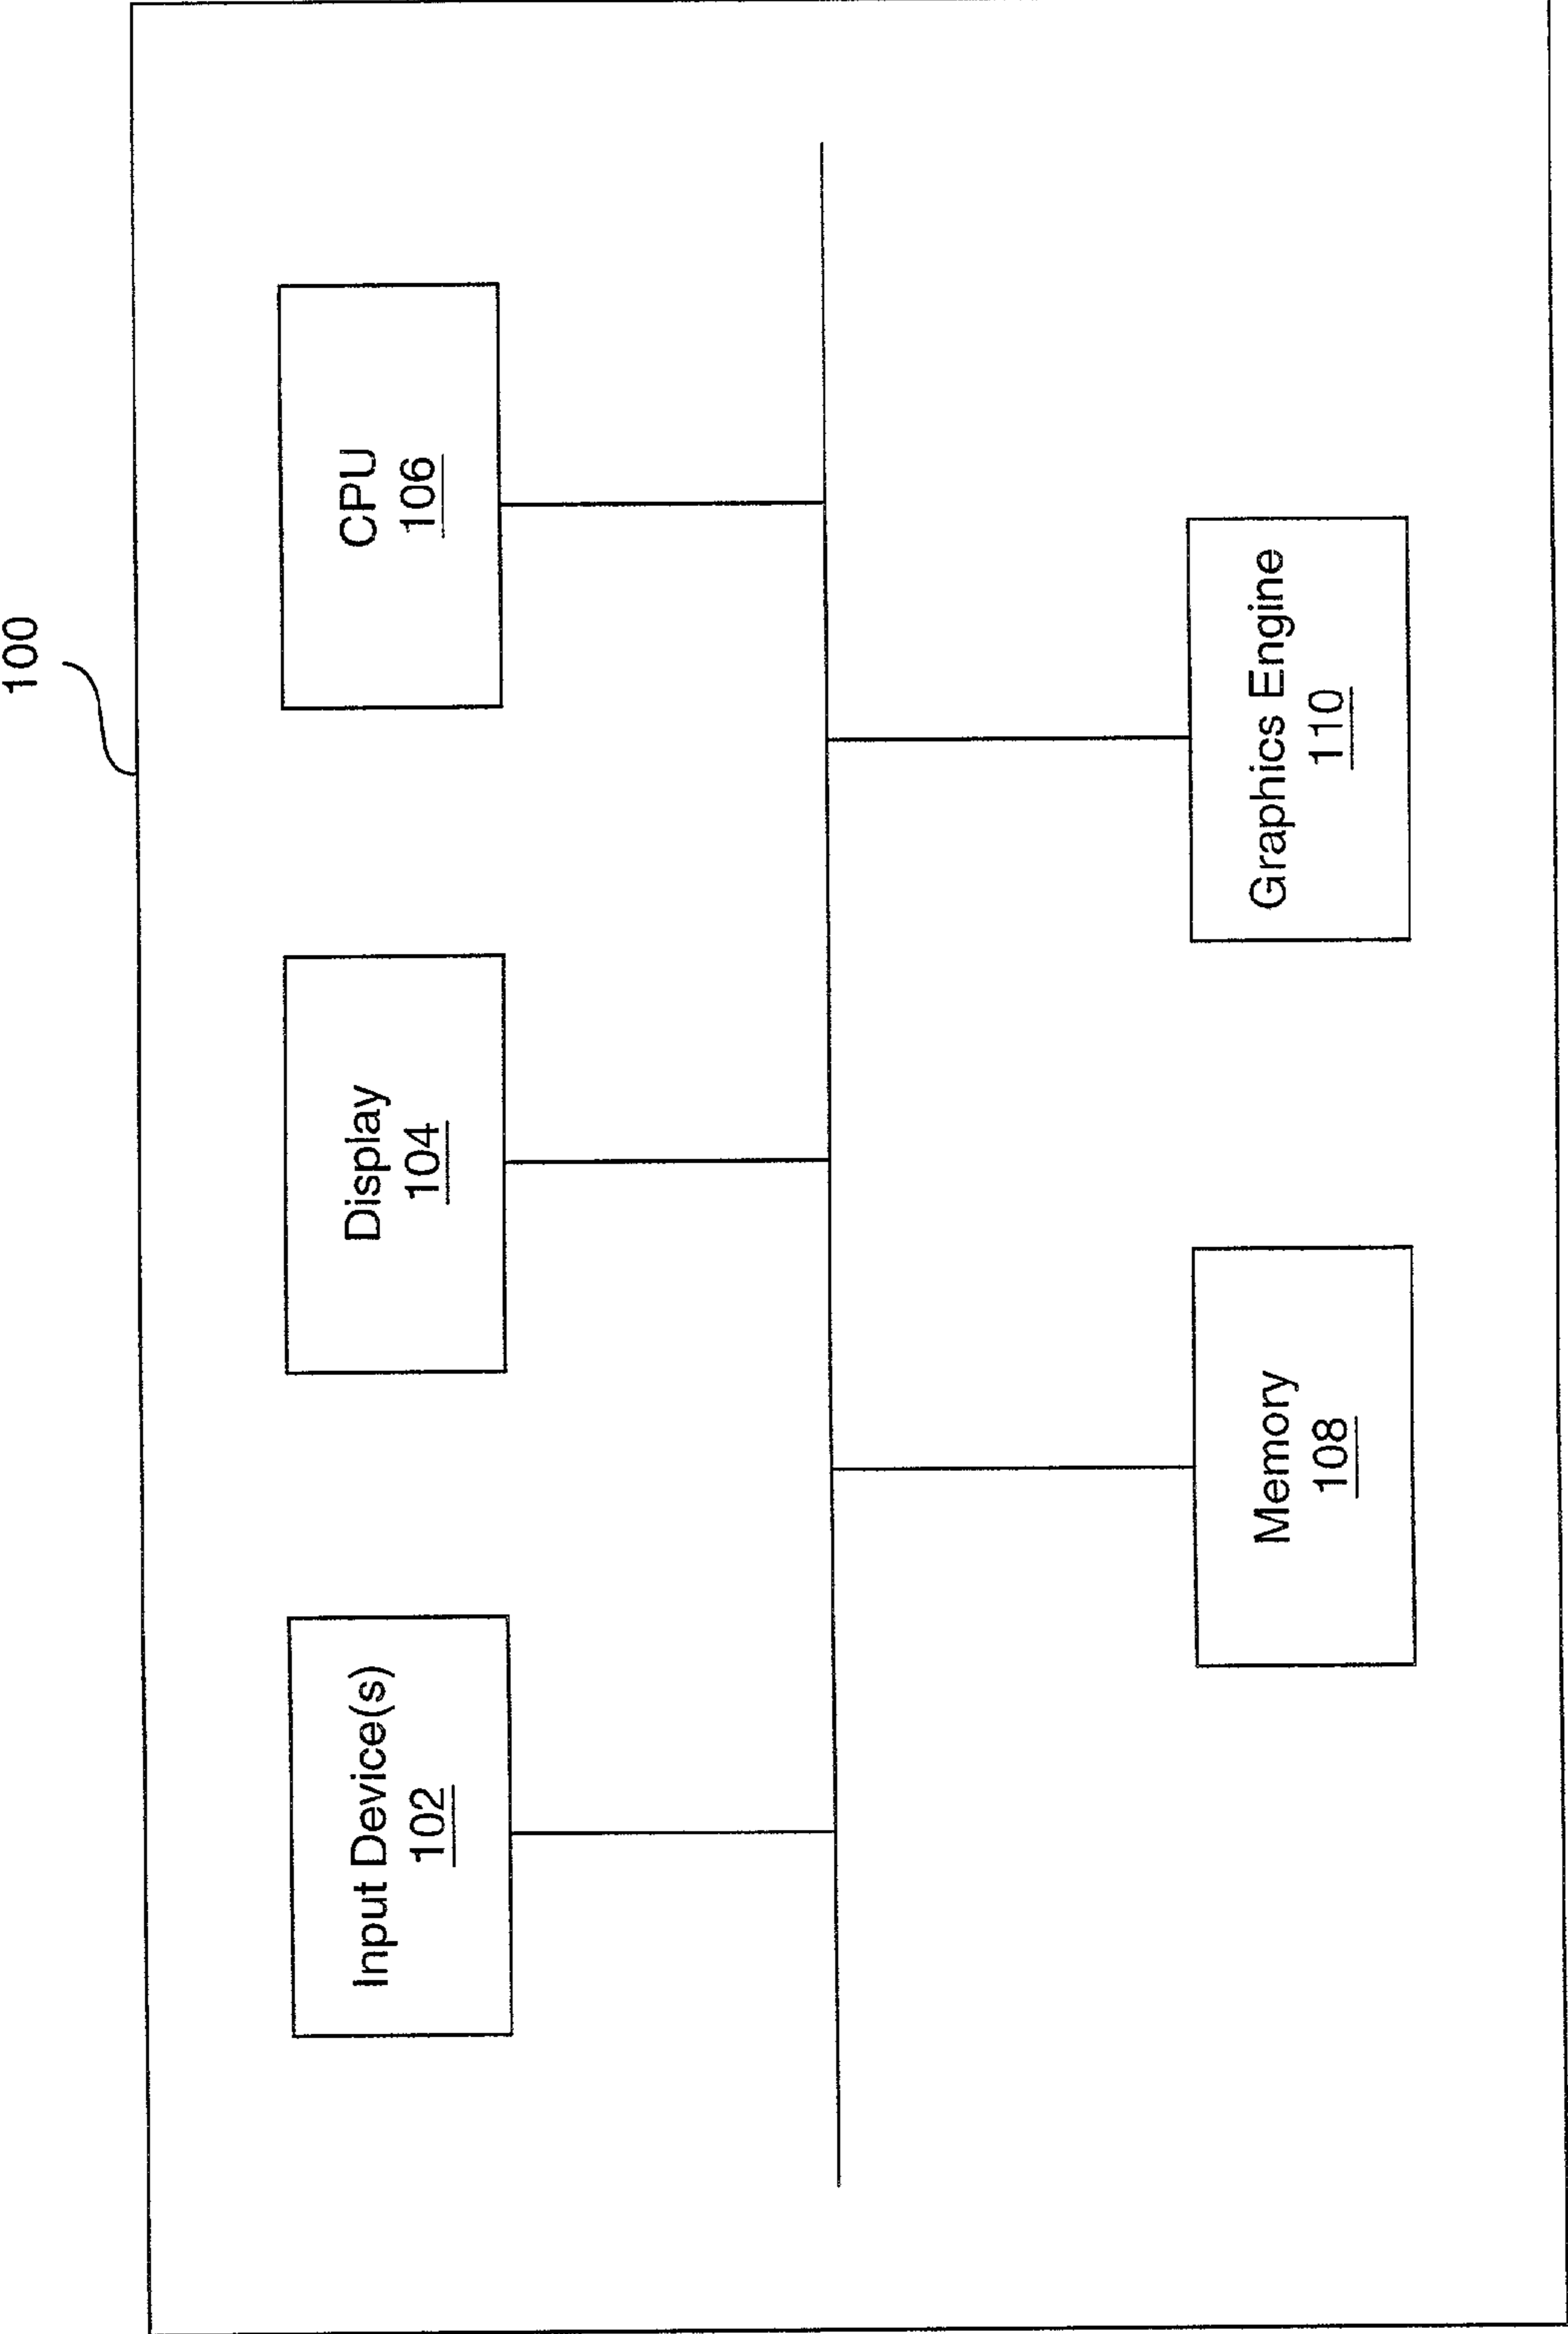 100
Input Device(s)
102
Display
104
CPU
106
Memory
108
Graphics Engine
110